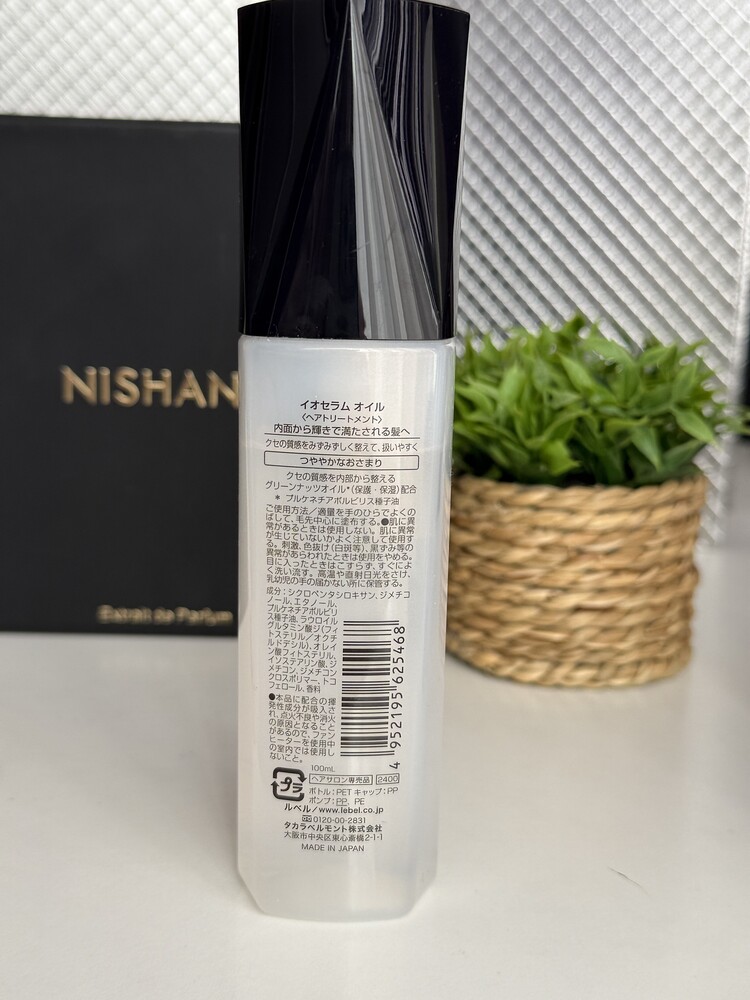 NISHAN
Extrait de Parfum
イオセラム オイル
〈ヘアトリートメント〉
内面から輝きで満たされる髪へ
クセの質感をみずみずしく整えて、扱いやすく
つややかなおさまり
クセの質感を内部から整える
グリーンナッツオイル*(保護・保湿)配合
* プルケネチアボルビリス種子油
ご使用方法／適量を手のひらでよくの
ばして、毛先中心に塗布する。●肌に異
常があるときは使用しない。肌に異常
が生じていないかよく注意して使用す
る。刺激、色抜け(白斑等)、黒ずみ等の
異常があらわれたときは使用をやめる。
目に入ったときはこすらず、すぐによ
く洗い流す。高温や直射日光をさけ、
乳幼児の手の届かない所に保管する。
成分：シクロペンタシロキサン、ジメチコ
ノール、エタノール、
プルケネチアボルビリ
ス種子油、ラウロイル
グルタミン酸ジ(フィ
トステリル／オクチ
ルドデシル)、オレイ
ン酸フィトステリル、
イソステアリン酸、ジ
メチコン、ジメチコン
クロスポリマー、トコ
フェロール、香料
●本品に配合の揮
発性成分が吸入さ
れ、点火不良や消火
の原因となること
があるので、ファン
ヒーターを使用中
の室内では使用し
ないこと。
4 952195 625468
100mL
プラ
ヘアサロン専売品 2400
ボトル：PET キャップ：PP
ポンプ：PP、PE
ルベル／www.lebel.co.jp
0120-00-2831
タカラベルモント株式会社
大阪市中央区東心斎橋2-1-1
MADE IN JAPAN